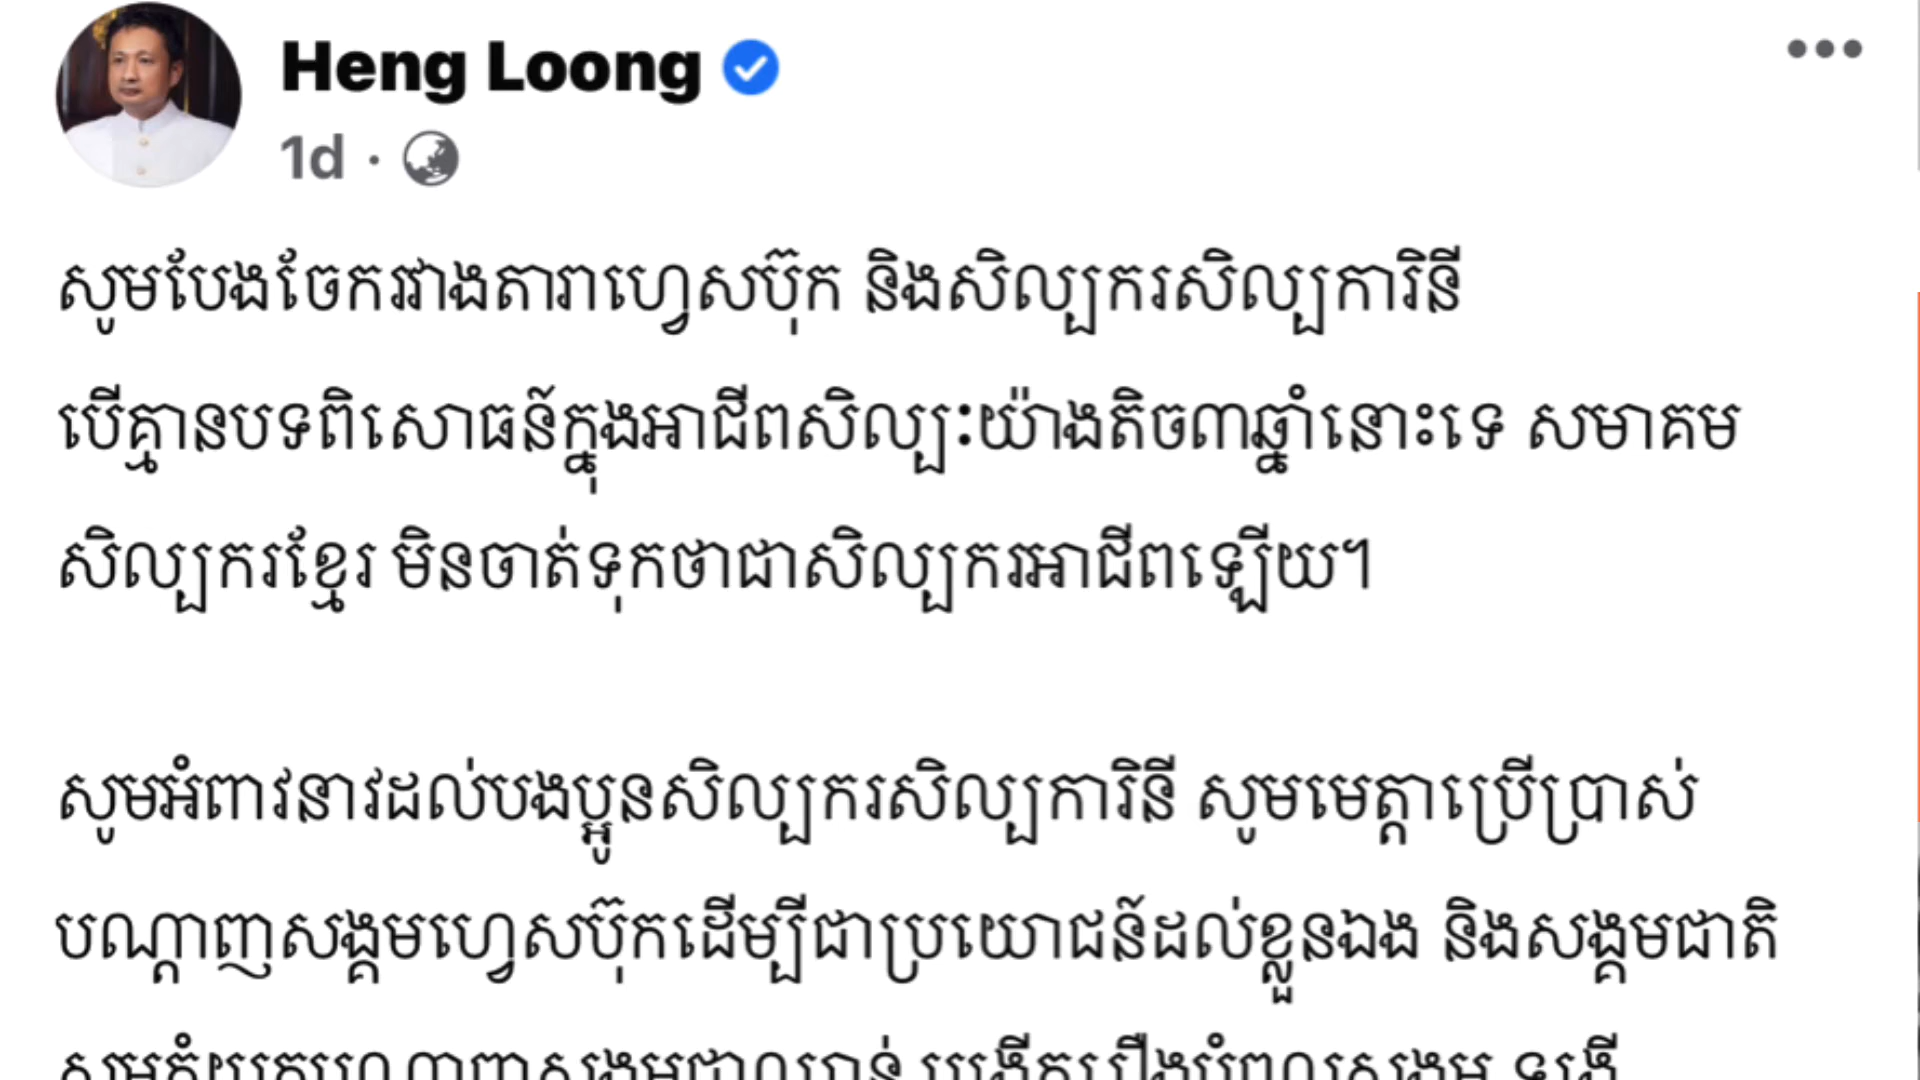 Heng Loong
1d ·
សូមបែងចែករវាងតារាហ្វេសប៊ុក និងសិល្បករសិល្បការិនី
បើគ្មានបទពិសោធន៍ក្នុងអាជីពសិល្បៈយ៉ាងតិច៣ឆ្នាំនោះទេ សមាគម
សិល្បករខ្មែរ មិនចាត់ទុកថាជាសិល្បករអាជីពឡើយ។
សូមអំពាវនាវដល់បងប្អូនសិល្បករសិល្បការិនី សូមមេត្តាប្រើប្រាស់
បណ្តាញសង្គមហ្វេសប៊ុកដើម្បីជាប្រយោជន៍ដល់ខ្លួនឯង និងសង្គមជាតិ